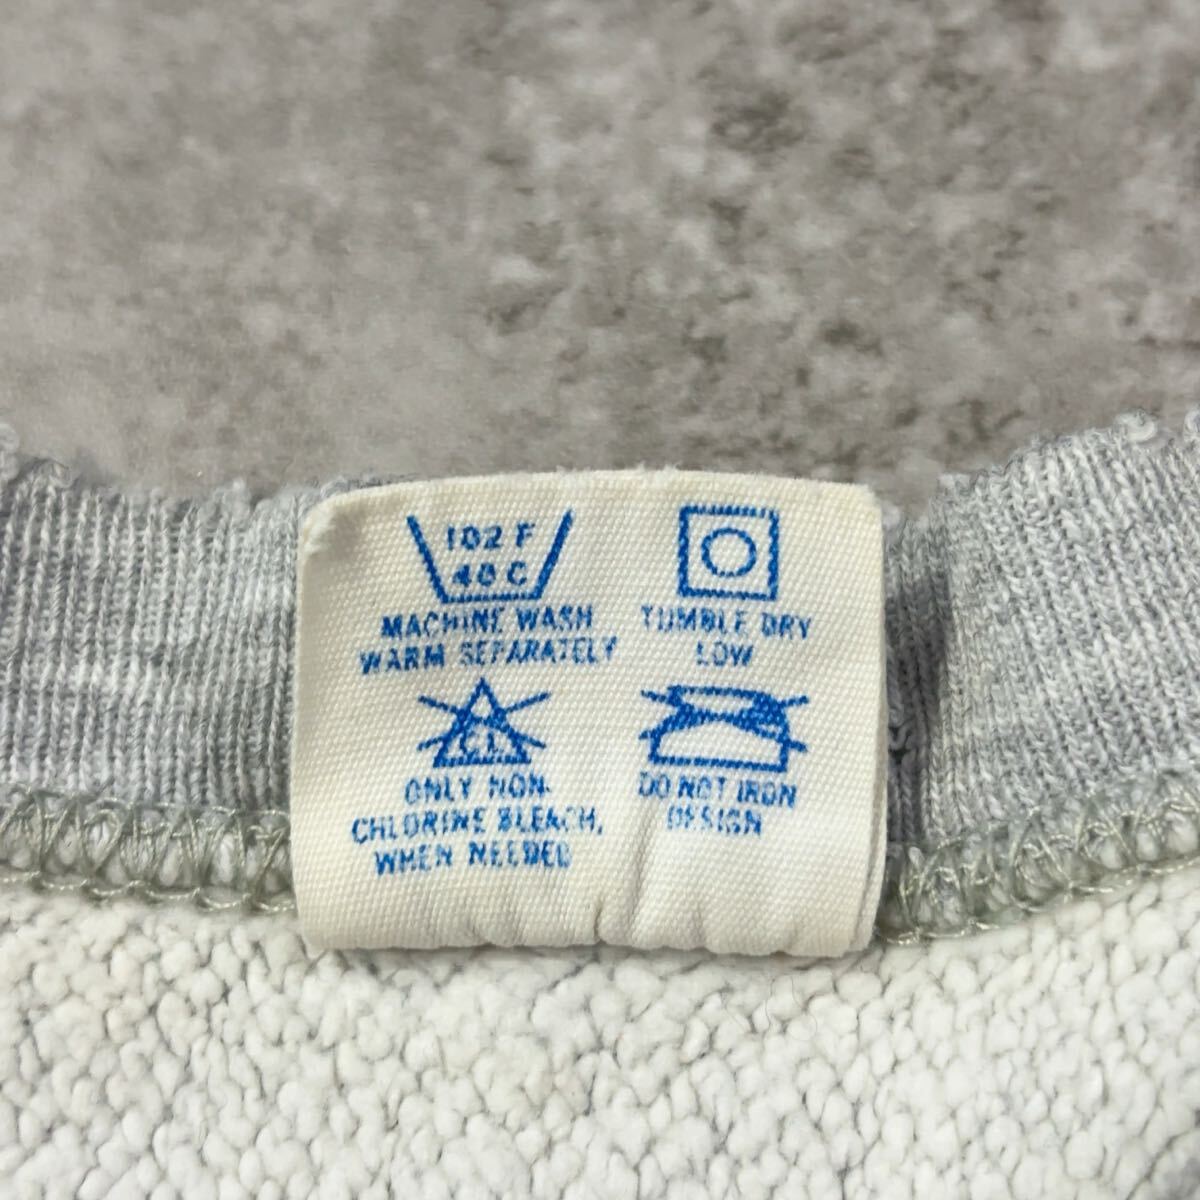 102 F
40 C
MACHINE WASH
WARM SEPARATELY
TUMBLE DRY
LOW
CL
ONLY NON-
CHLORINE BLEACH,
WHEN NEEDED
DO NOT IRON
DESIGN